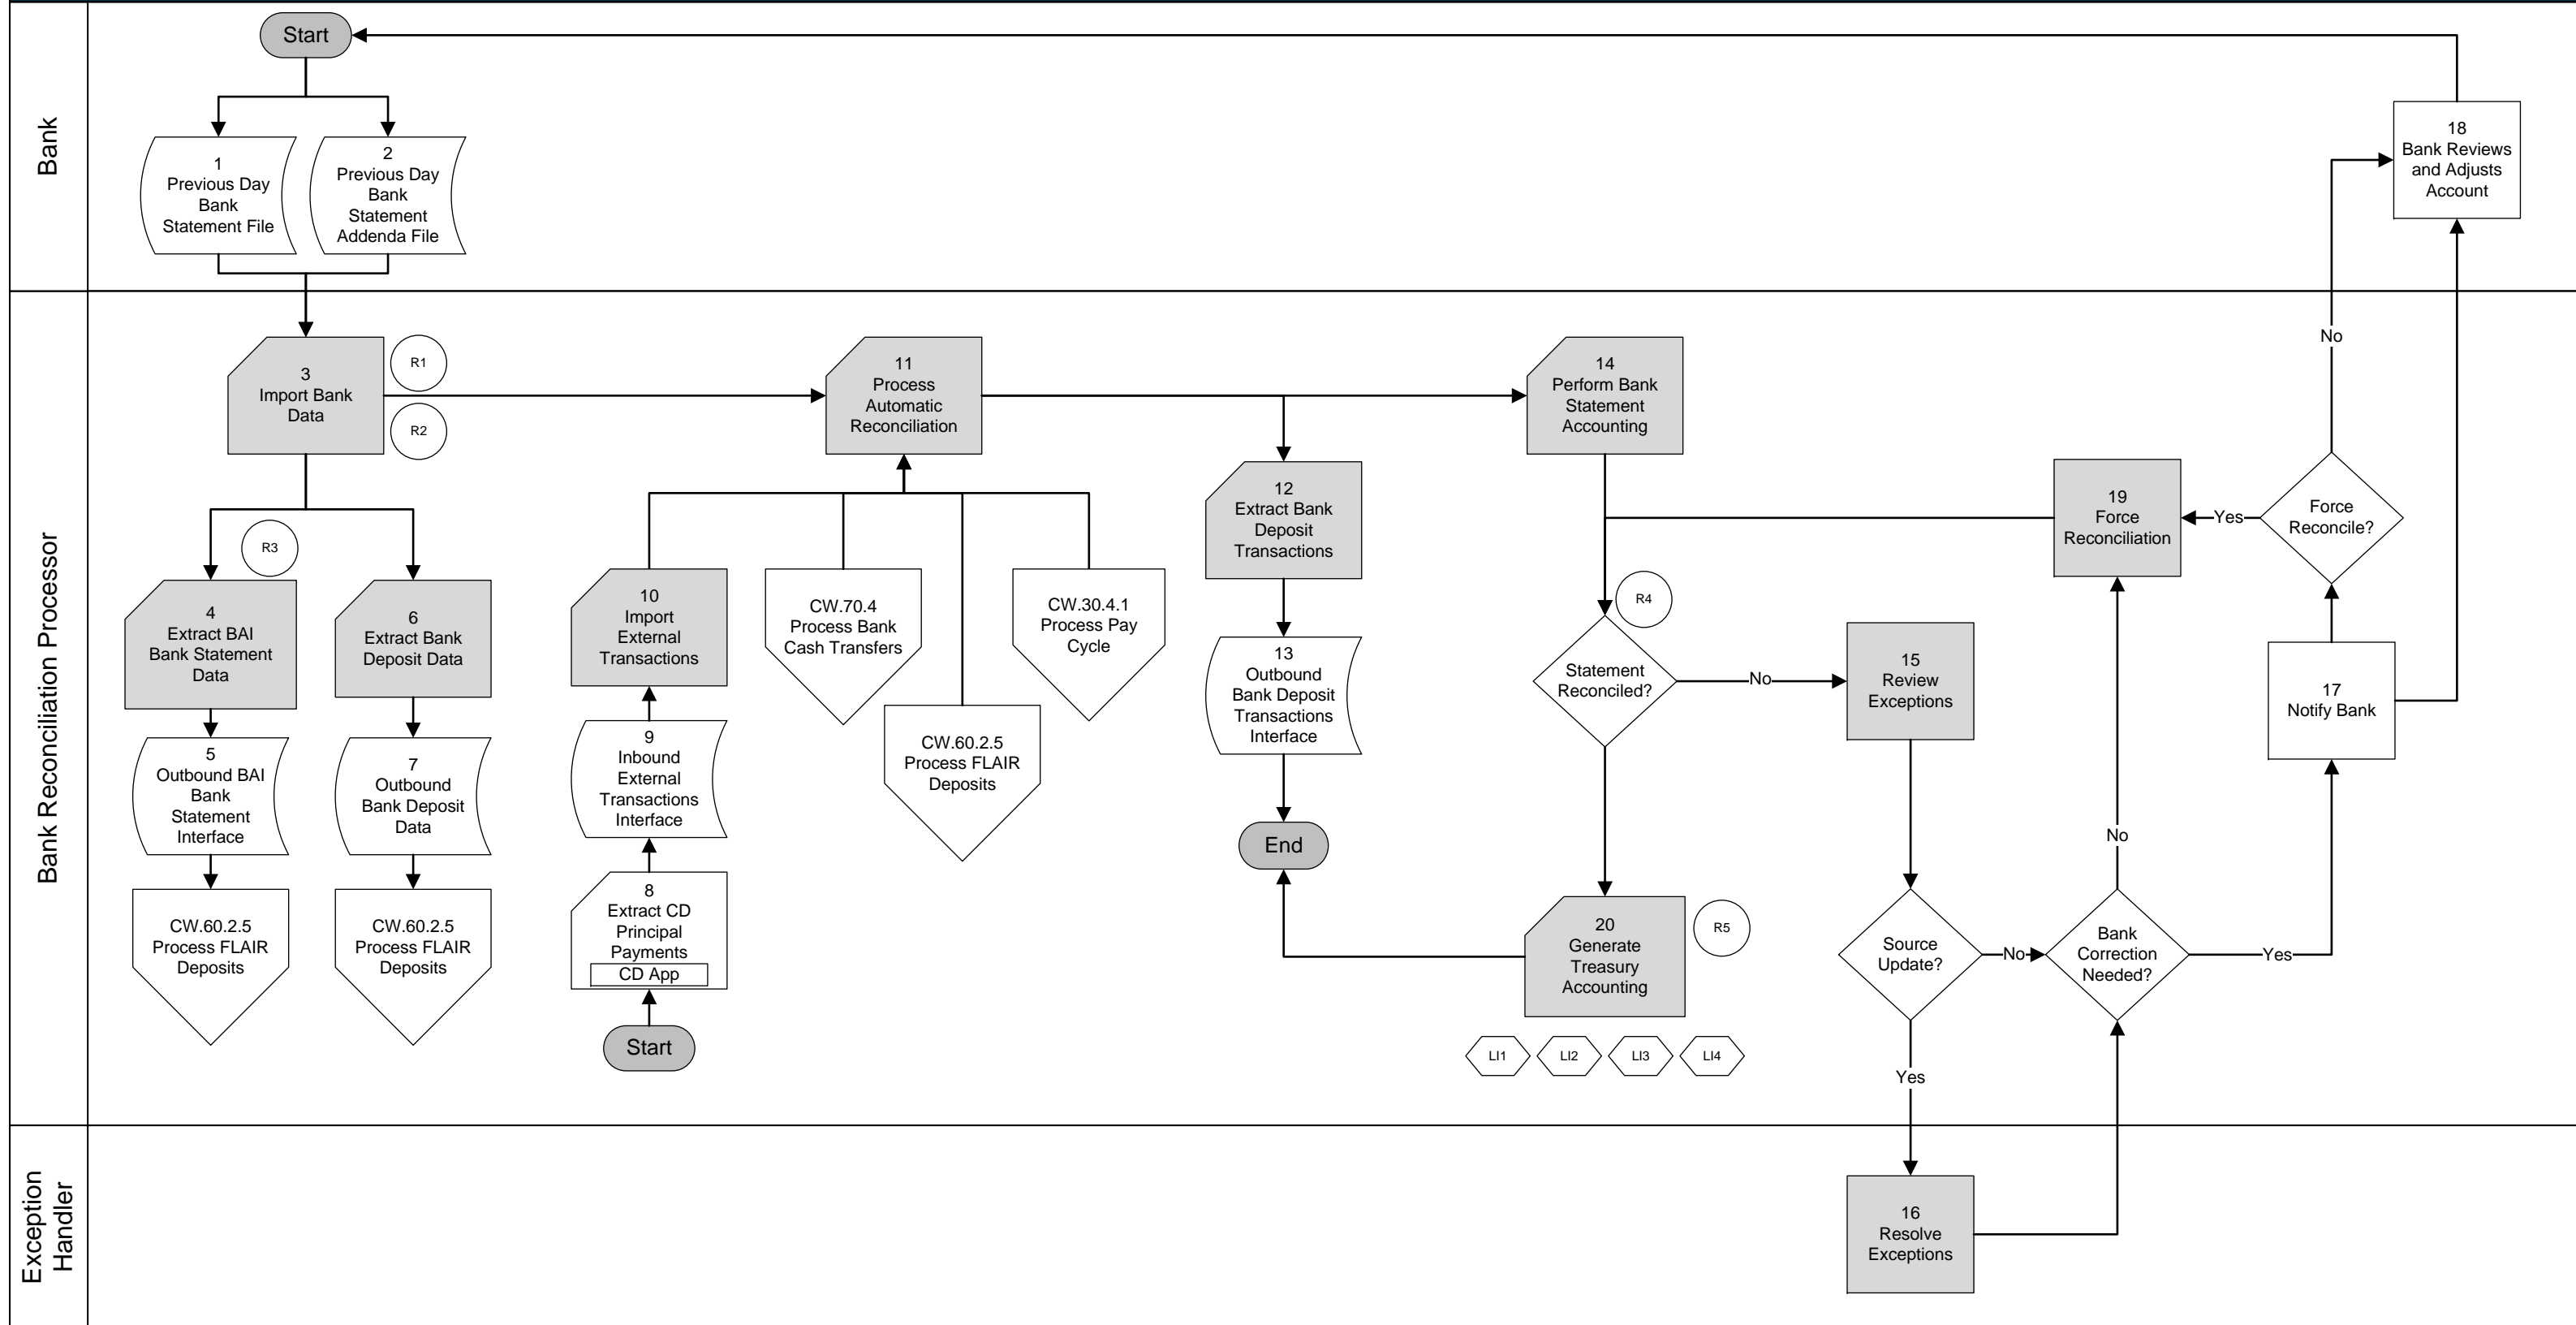 Bank
Start
1
Previous Day
Bank
Statement File
2
Previous Day
Bank
Statement
Addenda File
18
Bank Reviews
and Adjusts
Account
Bank Reconciliation Processor
3
Import Bank
Data
R1
R2
R3
4
Extract BAI
Bank Statement
Data
5
Outbound BAI
Bank
Statement
Interface
CW.60.2.5
Process FLAIR
Deposits
6
Extract Bank
Deposit Data
7
Outbound
Bank Deposit
Data
CW.60.2.5
Process FLAIR
Deposits
11
Process
Automatic
Reconciliation
10
Import
External
Transactions
9
Inbound
External
Transactions
Interface
8
Extract CD
Principal
Payments
CD App
Start
CW.70.4
Process Bank
Cash Transfers
CW.60.2.5
Process FLAIR
Deposits
CW.30.4.1
Process Pay
Cycle
12
Extract Bank
Deposit
Transactions
13
Outbound
Bank Deposit
Transactions
Interface
End
14
Perform Bank
Statement
Accounting
R4
Statement
Reconciled?
No
20
Generate
Treasury
Accounting
R5
LI1
LI2
LI3
LI4
15
Review
Exceptions
Source
Update?
No
Yes
Bank
Correction
Needed?
No
Yes
19
Force
Reconciliation
Yes
Force
Reconcile?
No
17
Notify Bank
Exception
Handler
16
Resolve
Exceptions